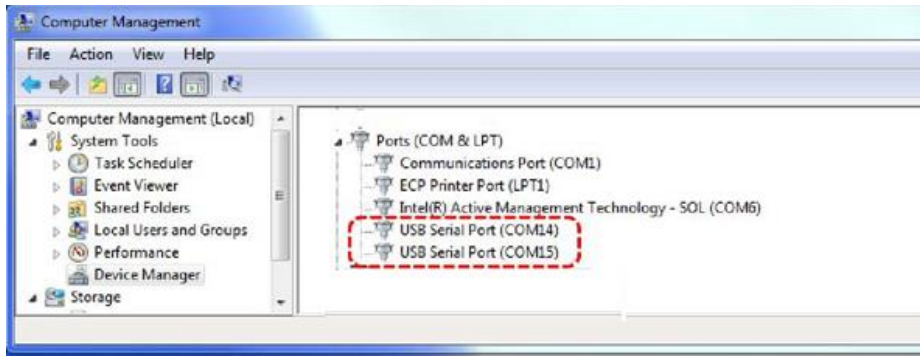 Computer Management
File Action View Help
Computer Management (Local)
System Tools
Task Scheduler
Event Viewer
Shared Folders
Local Users and Groups
Performance
Device Manager
Storage
Ports (COM & LPT)
Communications Port (COM1)
ECP Printer Port (LPT1)
Intel(R) Active Management Technology - SOL (COM6)
USB Serial Port (COM14)
USB Serial Port (COM15)